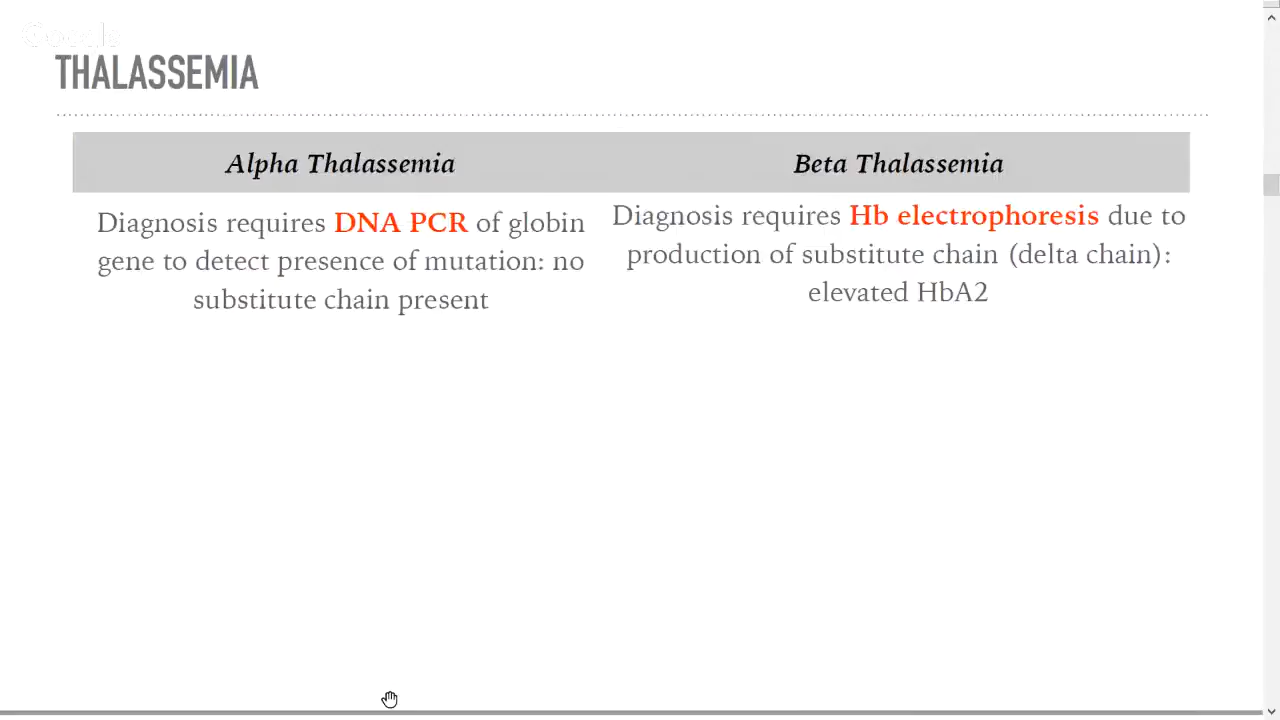 THALASSEMIA
Alpha Thalassemia
Beta Thalassemia
Diagnosis requires DNA PCR of globin
gene to detect presence of mutation: no
substitute chain present
Diagnosis requires Hb electrophoresis due to
production of substitute chain (delta chain):
elevated HbA2